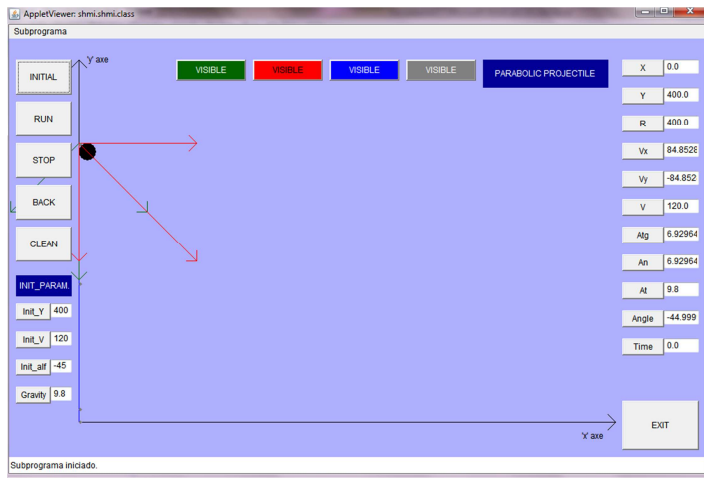 AppletViewer: shmi.shmi.class
Subprograma
'y' axe
INITIAL
VISIBLE VISIBLE VISIBLE VISIBLE
PARABOLIC PROJECTILE
X 0.0
Y 400.0
RUN
R 400.0
STOP
Vx 84.8528
Vy -84.852
BACK
V 120.0
Atg 6.92964
CLEAN
An 6.92964
INIT_PARAM.
At 9.8
Init_Y 400
Angle -44.999
Init_V 120
Time 0.0
Init_alf -45
Gravity 9.8
EXIT
'x' axe
Subprograma iniciado.